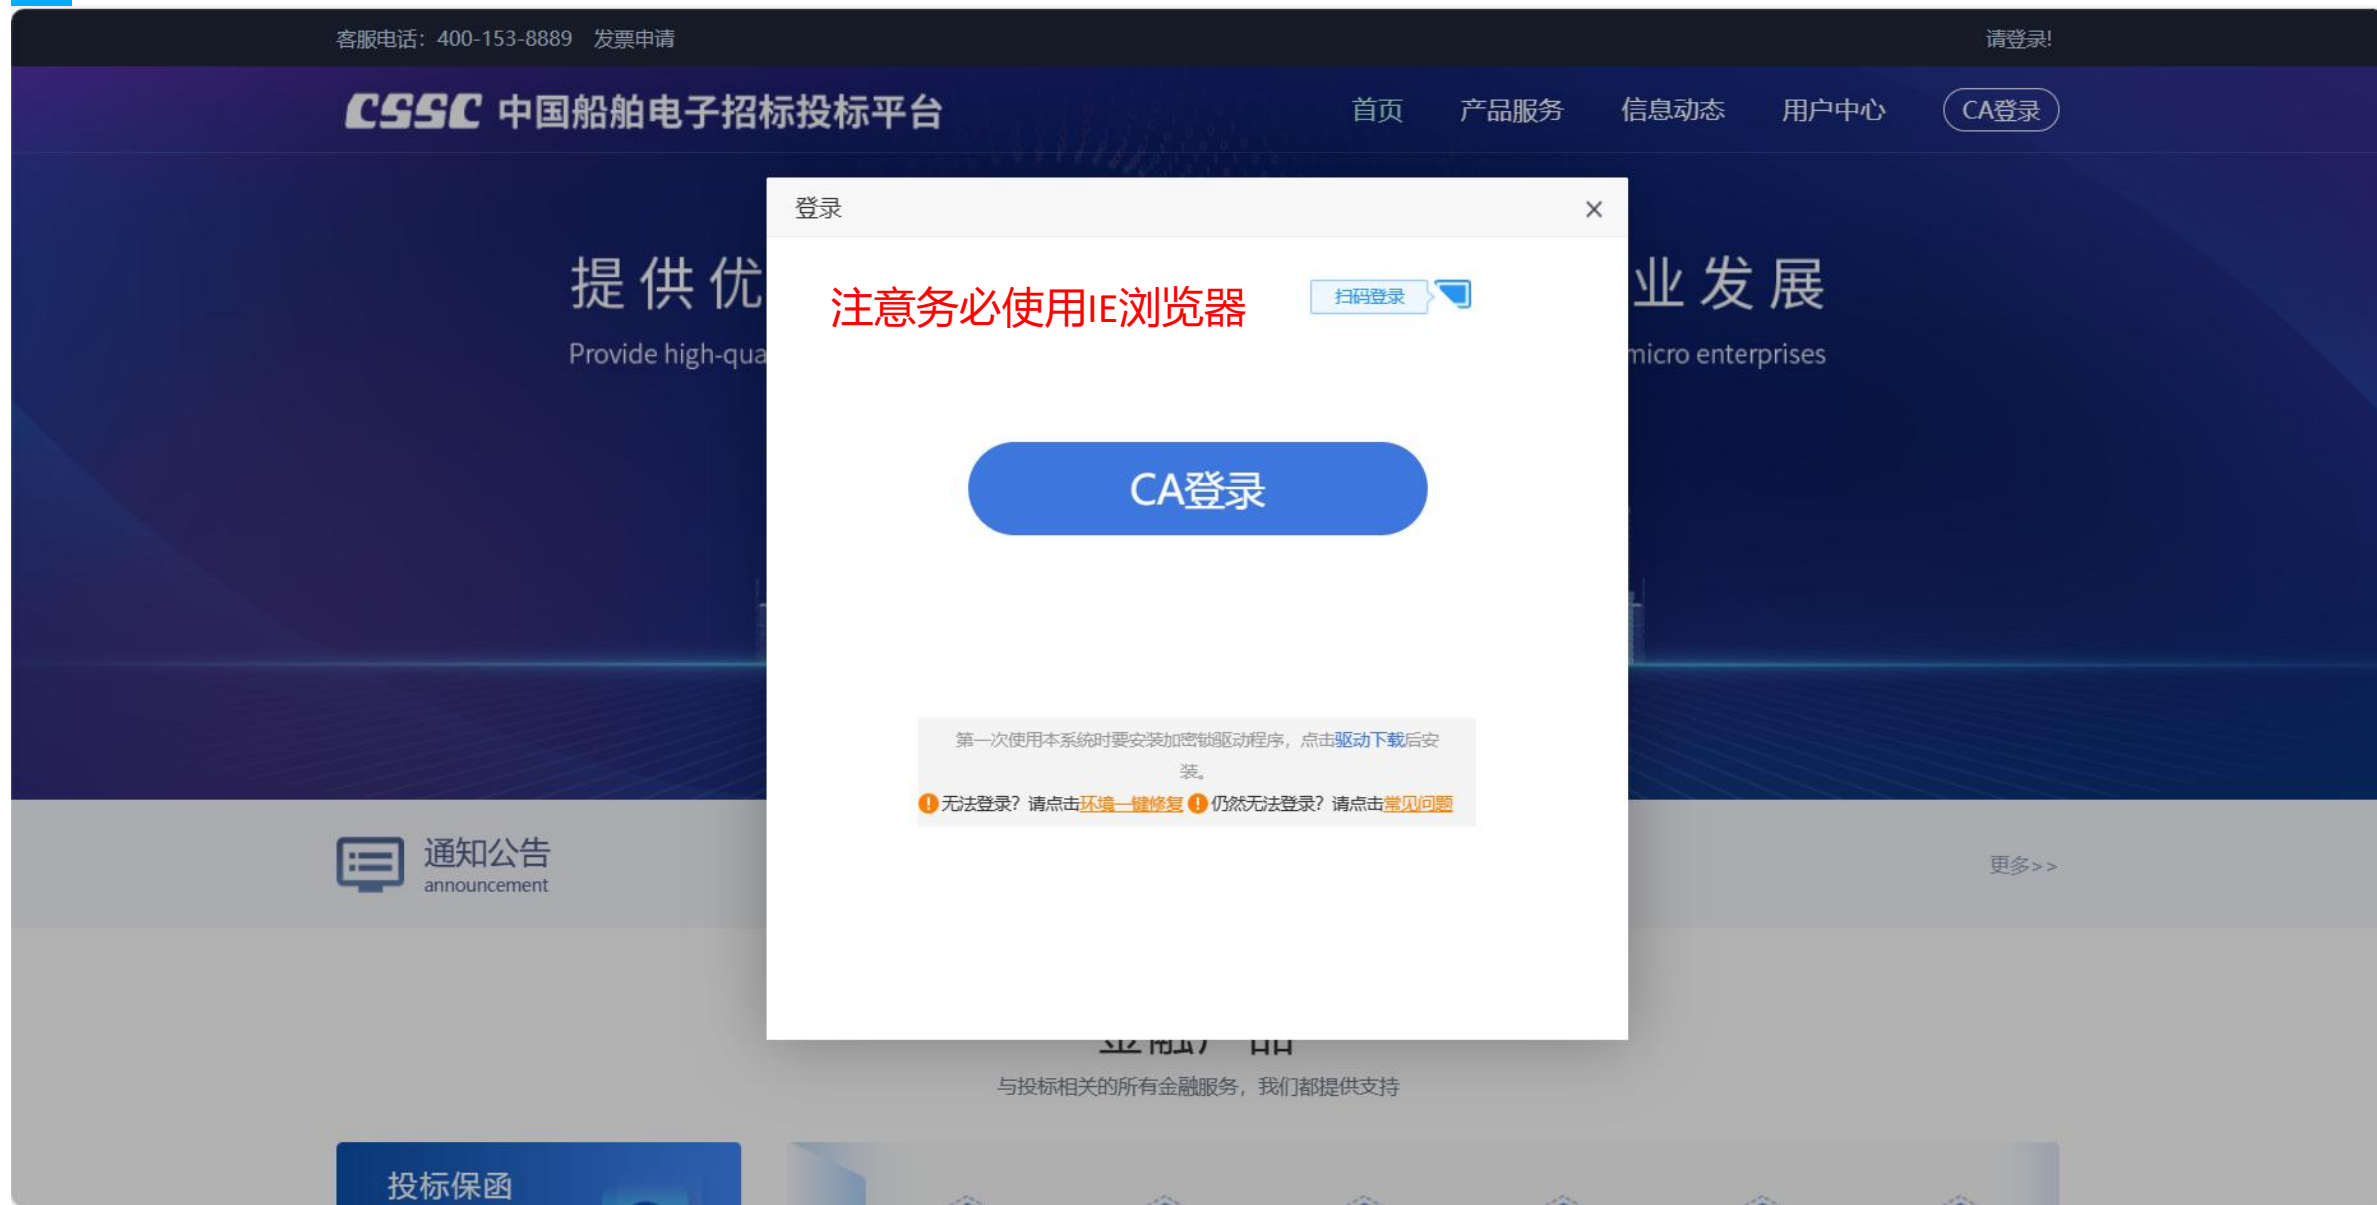 客服电话：400-153-8889 发票申请 请登录!
CSSC 中国船舶电子招标投标平台 首页 产品服务 信息动态 用户中心 CA登录
登录 ×
提供优 业发展
注意务必使用IE浏览器
扫码登录
Provide high-qua micro enterprises
CA登录
第一次使用本系统时要安装加密锁驱动程序，点击驱动下载后安
装。
无法登录？请点击环境一键修复 仍然无法登录？请点击常见问题
通知公告
announcement
更多>>
与投标相关的所有金融服务，我们都提供支持
投标保函